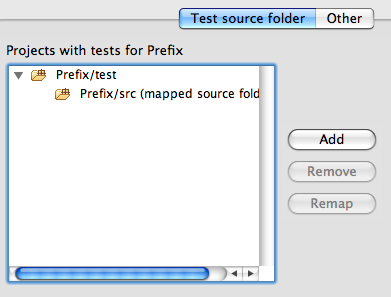 Test source folder Other
Projects with tests for Prefix
Prefix/test
Prefix/src (mapped source fold
Add
Remove
Remap